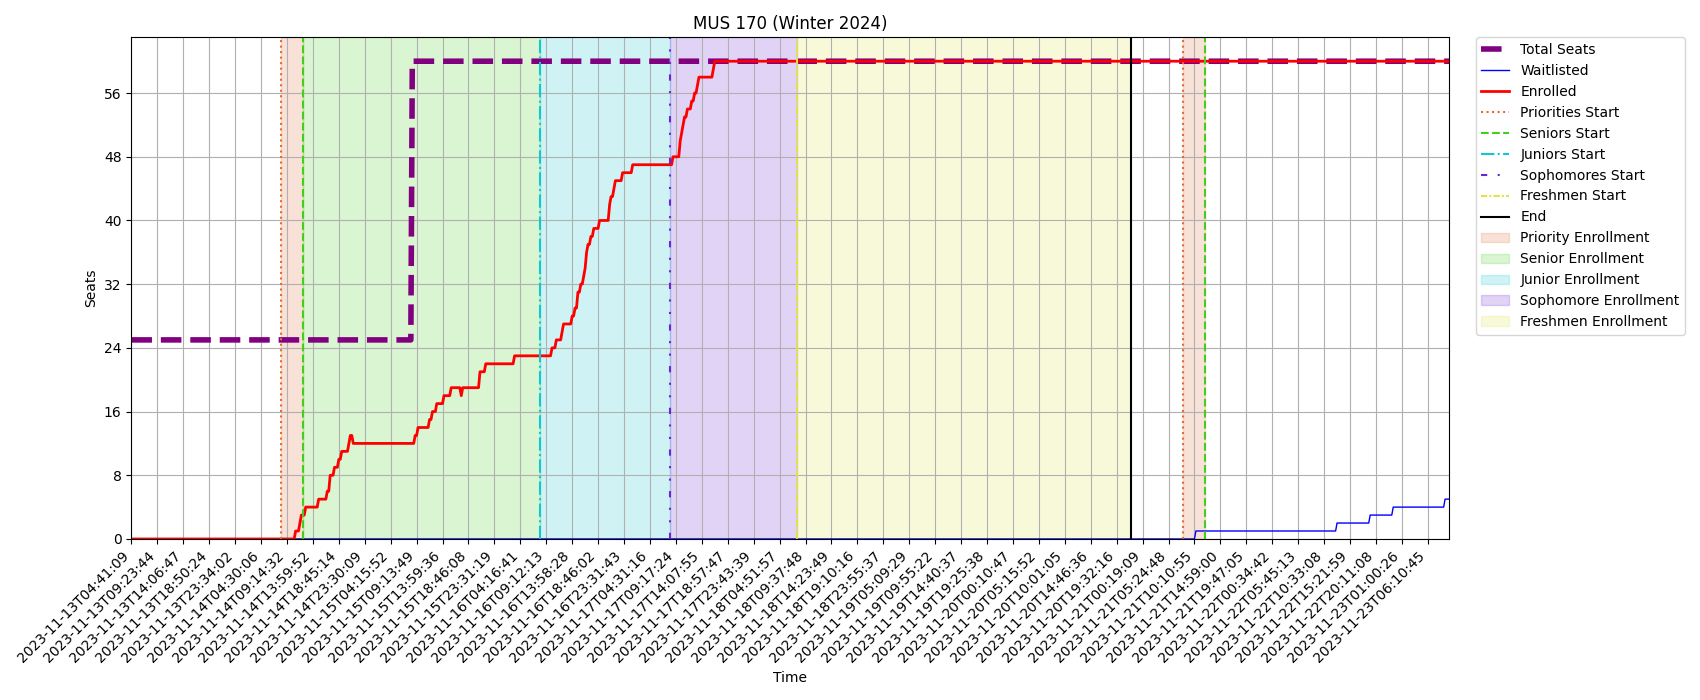 MUS 170 (Winter 2024)
Seats
56
48
40
32
24
16
8
0
2023-11-13T04:41:09
2023-11-13T09:23:44
2023-11-13T14:06:47
2023-11-13T18:50:24
2023-11-13T23:34:02
2023-11-14T04:30:06
2023-11-14T09:14:32
2023-11-14T13:59:52
2023-11-14T18:45:14
2023-11-14T23:30:09
2023-11-15T04:15:52
2023-11-15T09:13:49
2023-11-15T13:59:36
2023-11-15T18:46:08
2023-11-15T23:31:19
2023-11-16T04:16:41
2023-11-16T09:12:13
2023-11-16T13:58:28
2023-11-16T18:46:02
2023-11-16T23:31:43
2023-11-17T04:31:16
2023-11-17T09:17:24
2023-11-17T14:07:55
2023-11-17T18:57:47
2023-11-17T23:43:39
2023-11-18T04:51:57
2023-11-18T09:37:48
2023-11-18T14:23:49
2023-11-18T19:10:16
2023-11-18T23:55:37
2023-11-19T05:09:29
2023-11-19T09:55:22
2023-11-19T14:40:37
2023-11-19T19:25:38
2023-11-20T00:10:47
2023-11-20T05:15:52
2023-11-20T10:01:05
2023-11-20T14:46:36
2023-11-20T19:32:16
2023-11-21T00:19:09
2023-11-21T05:24:48
2023-11-21T10:10:55
2023-11-21T14:59:00
2023-11-21T19:47:05
2023-11-22T00:34:42
2023-11-22T05:45:13
2023-11-22T10:33:08
2023-11-22T15:21:59
2023-11-22T20:11:08
2023-11-23T01:00:26
2023-11-23T06:10:45
Time
Total Seats
Waitlisted
Enrolled
Priorities Start
Seniors Start
Juniors Start
Sophomores Start
Freshmen Start
End
Priority Enrollment
Senior Enrollment
Junior Enrollment
Sophomore Enrollment
Freshmen Enrollment